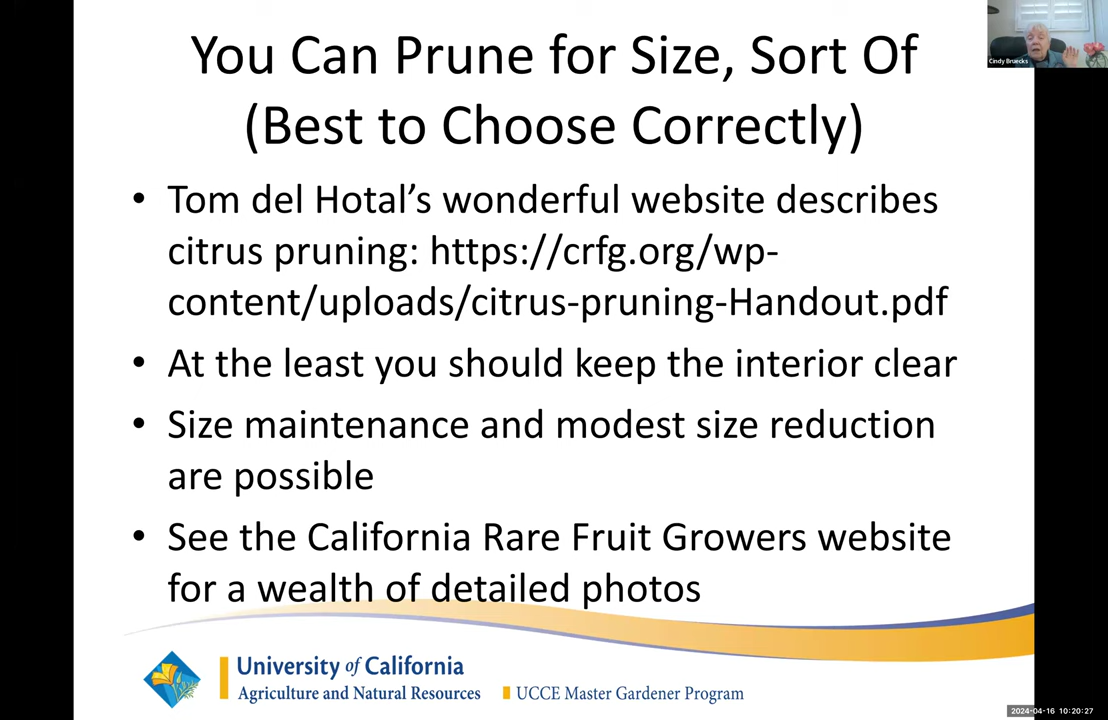 You Can Prune for Size, Sort Of
(Best to Choose Correctly)
• Tom del Hotal’s wonderful website describes
citrus pruning: https://crfg.org/wp-
content/uploads/citrus-pruning-Handout.pdf
• At the least you should keep the interior clear
• Size maintenance and modest size reduction
are possible
• See the California Rare Fruit Growers website
for a wealth of detailed photos
University of California
Agriculture and Natural Resources
UCCE Master Gardener Program
Cindy Bruecks
2024-04-16 10:20:27